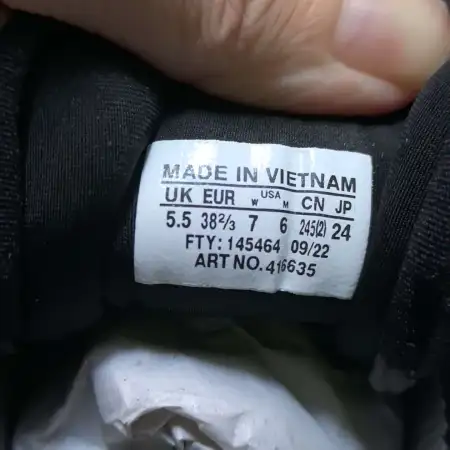 MADE IN VIETNAM
UK EUR W USA M CN JP
5.5 38⅔ 7 6 245(2) 24
FTY: 145464 09/22
ART NO. 416635